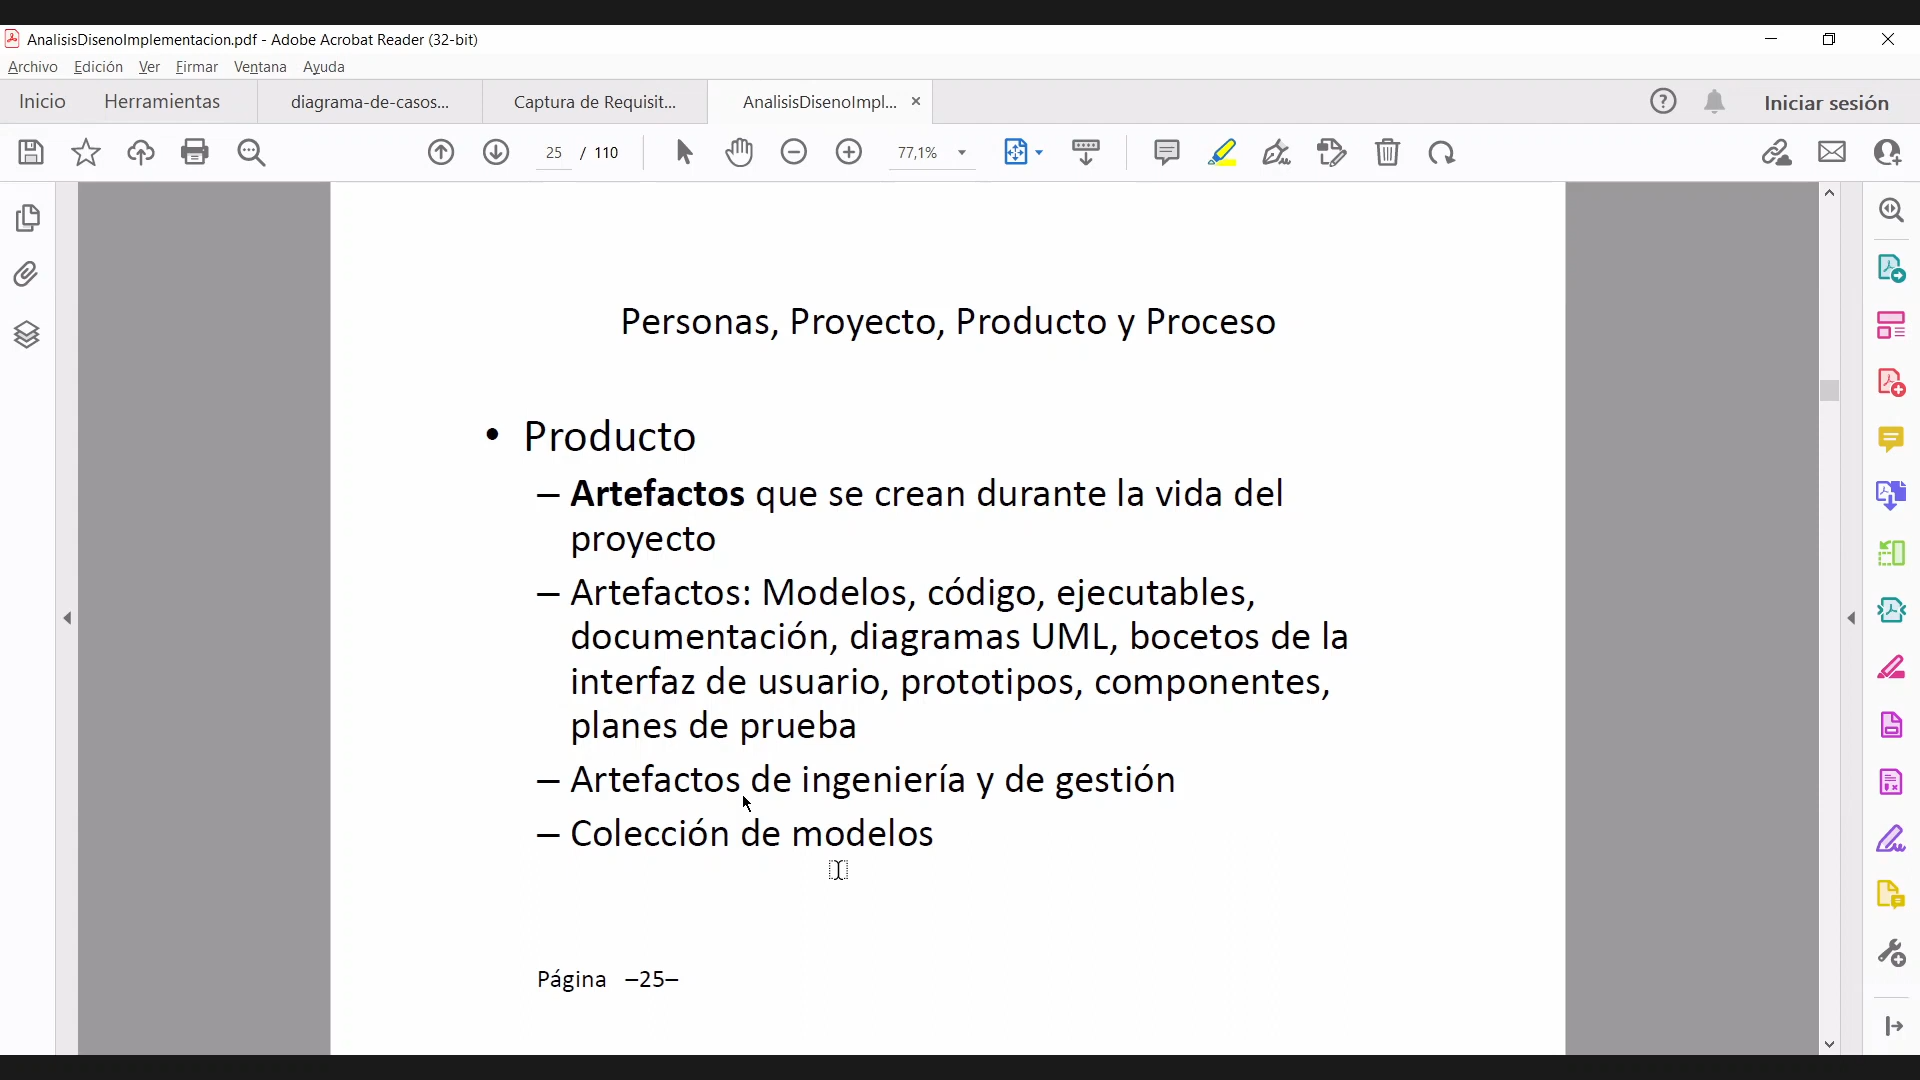 AnalisisDisenoImplementacion.pdf - Adobe Acrobat Reader (32-bit)
Archivo Edición Ver Firmar Ventana Ayuda
Inicio Herramientas diagrama-de-casos... Captura de Requisit... AnalisisDisenoImpl... × Iniciar sesión
25 / 110 77,1%
Personas, Proyecto, Producto y Proceso
• Producto
– Artefactos que se crean durante la vida del
proyecto
– Artefactos: Modelos, código, ejecutables,
documentación, diagramas UML, bocetos de la
interfaz de usuario, prototipos, componentes,
planes de prueba
– Artefactos de ingeniería y de gestión
– Colección de modelos
Página –25–